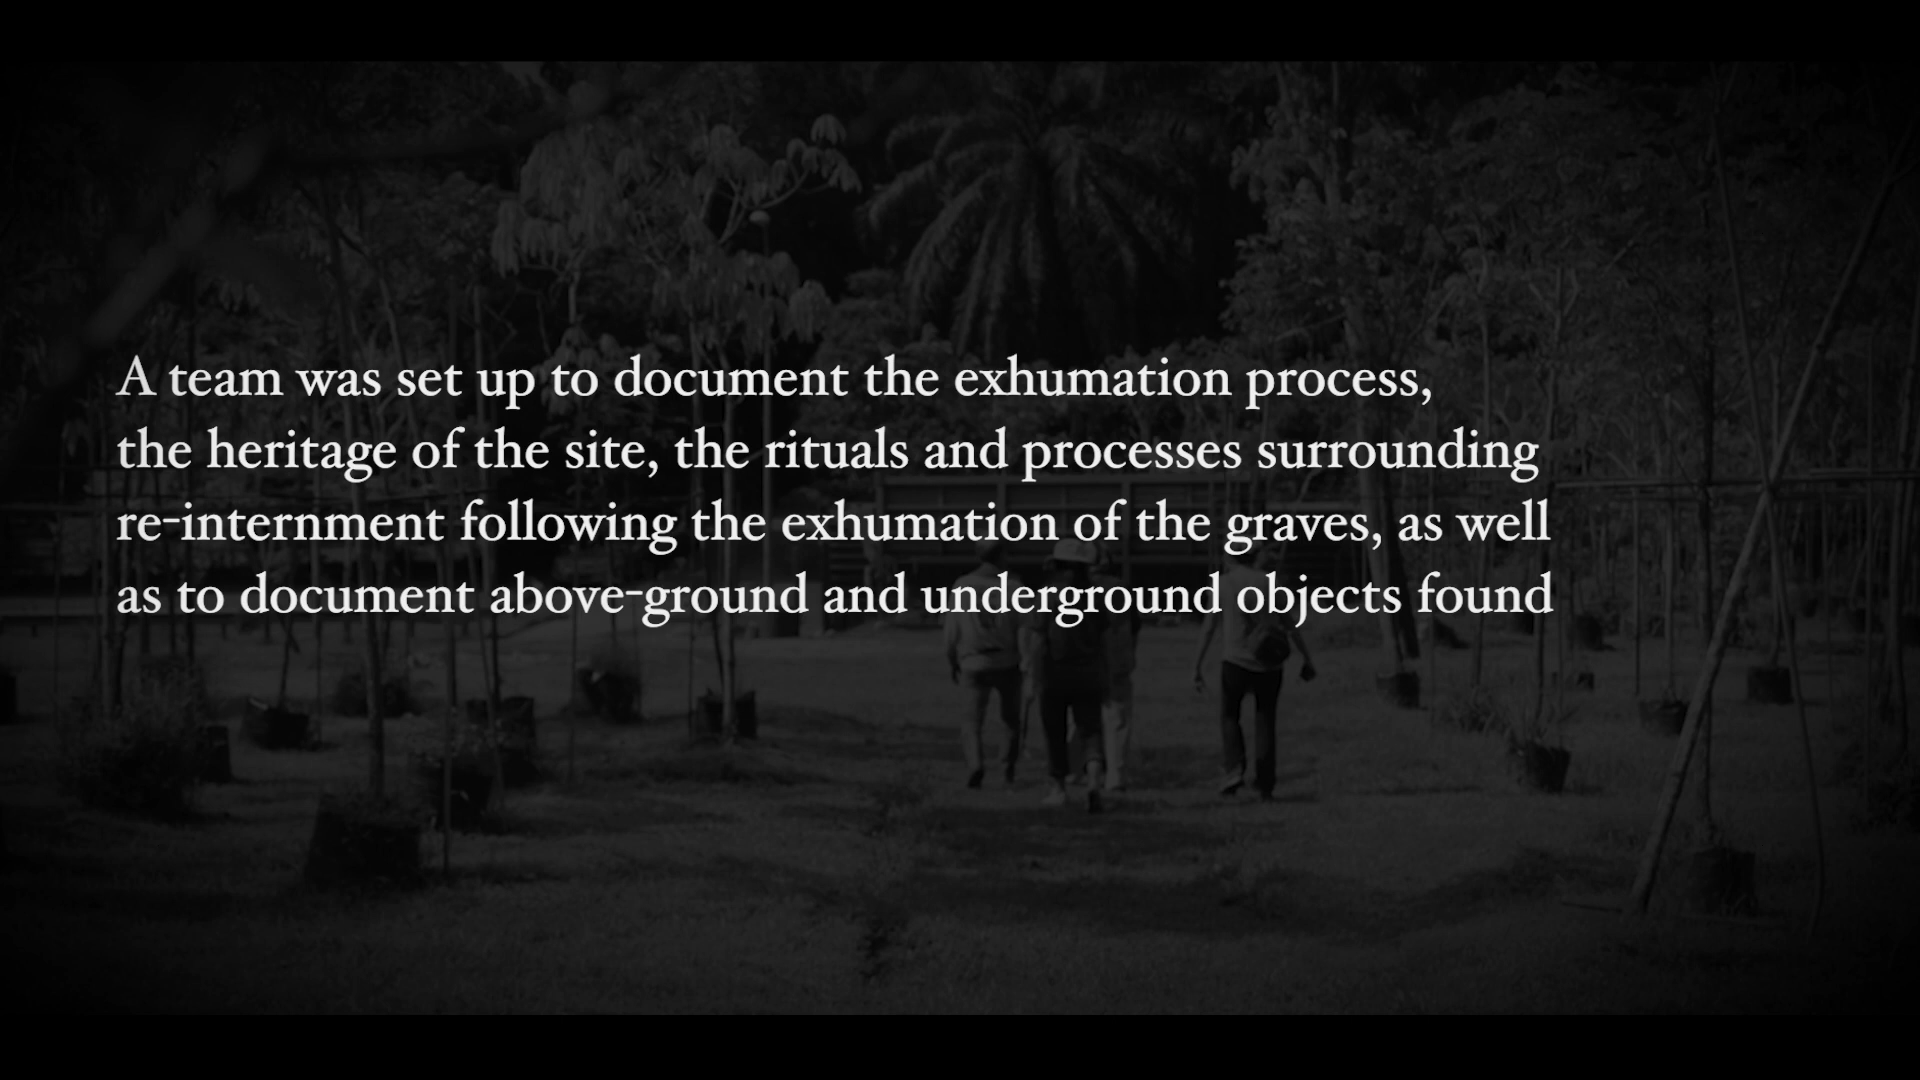 A team was set up to document the exhumation process,
the heritage of the site, the rituals and processes surrounding
re-internment following the exhumation of the graves, as well
as to document above-ground and underground objects found